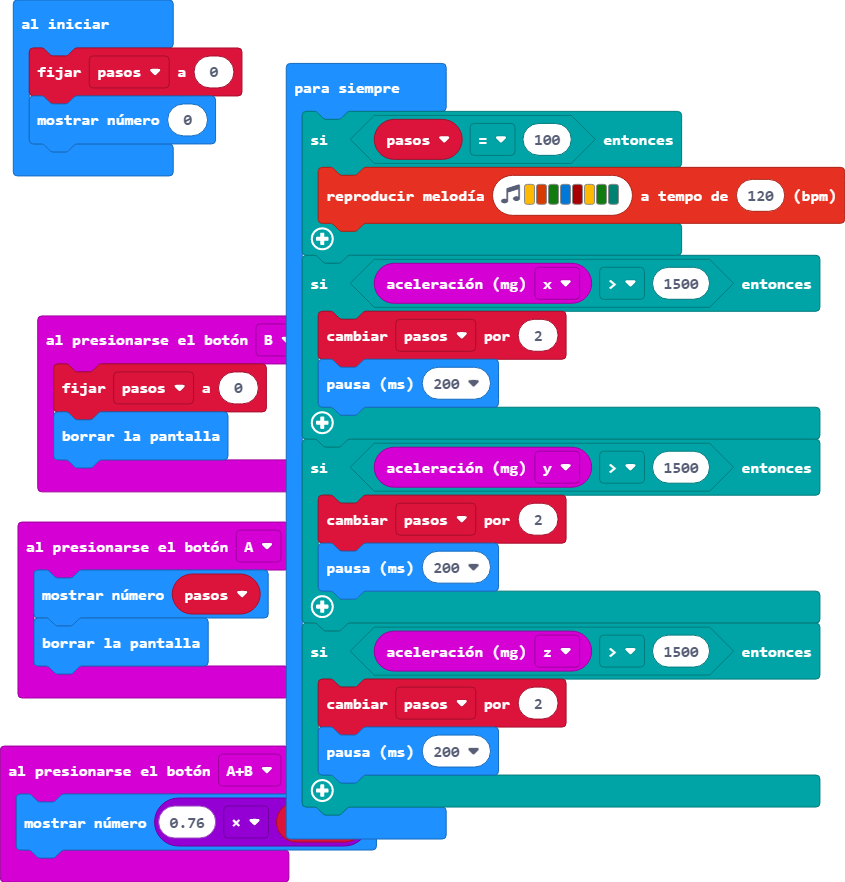 al iniciar
fijar pasos a 0
mostrar número 0
para siempre
si pasos = 100 entonces
reproducir melodía a tempo de 120 (bpm)
si aceleración (mg) x > 1500 entonces
cambiar pasos por 2
pausa (ms) 200
si aceleración (mg) y > 1500 entonces
cambiar pasos por 2
pausa (ms) 200
si aceleración (mg) z > 1500 entonces
cambiar pasos por 2
pausa (ms) 200
al presionarse el botón B
fijar pasos a 0
borrar la pantalla
al presionarse el botón A
mostrar número pasos
borrar la pantalla
al presionarse el botón A+B
mostrar número 0.76 ×